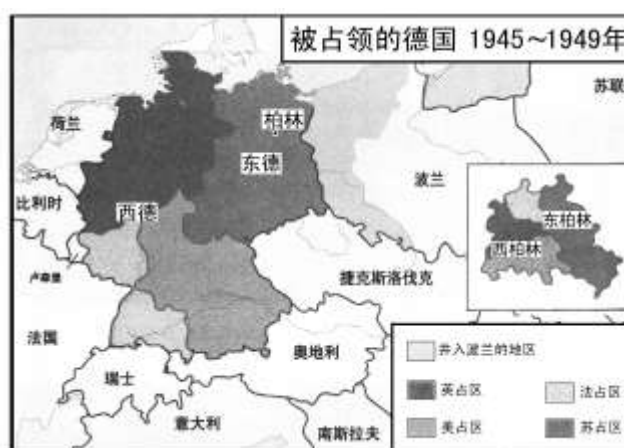 被占领的德国 1945~1949年
苏联
荷兰
柏林
东德
波兰
比利时
西德
东柏林
西柏林
卢森堡
捷克斯洛伐克
法国
奥地利
瑞士
意大利
南斯拉夫
并入波兰的地区
英占区
法占区
美占区
苏占区